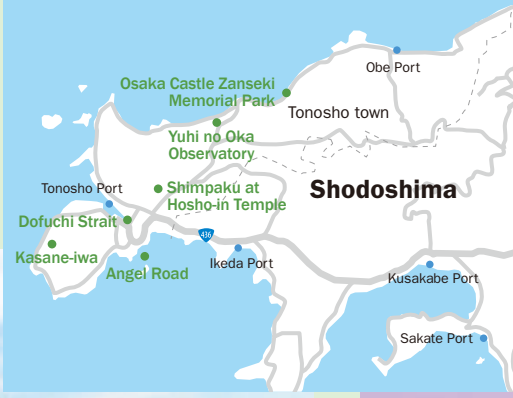 Obe Port
Osaka Castle Zanseki
Memorial Park
Tonosho town
Yuhi no Oka
Observatory
Tonosho Port
Shimpaku at
Hosho-in Temple
Shodoshima
Dofuchi Strait
436
Kasane-iwa
Angel Road
Ikeda Port
Kusakabe Port
Sakate Port